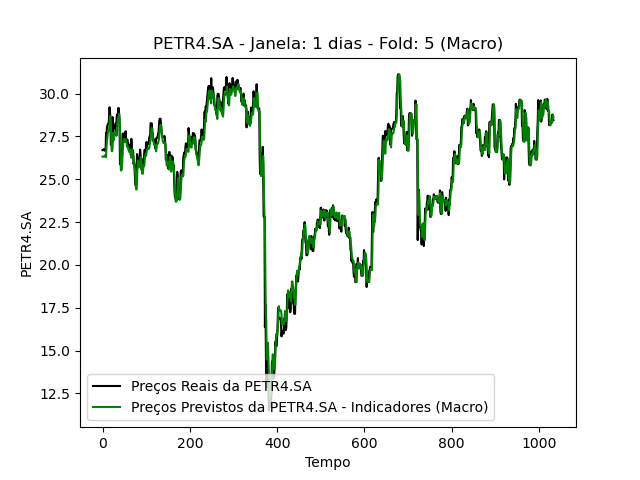 PETR4.SA - Janela: 1 dias - Fold: 5 (Macro)
30.0
27.5
25.0
22.5
20.0
17.5
15.0
12.5
PETR4.SA
Preços Reais da PETR4.SA
Preços Previstos da PETR4.SA - Indicadores (Macro)
0 200 400 600 800 1000
Tempo